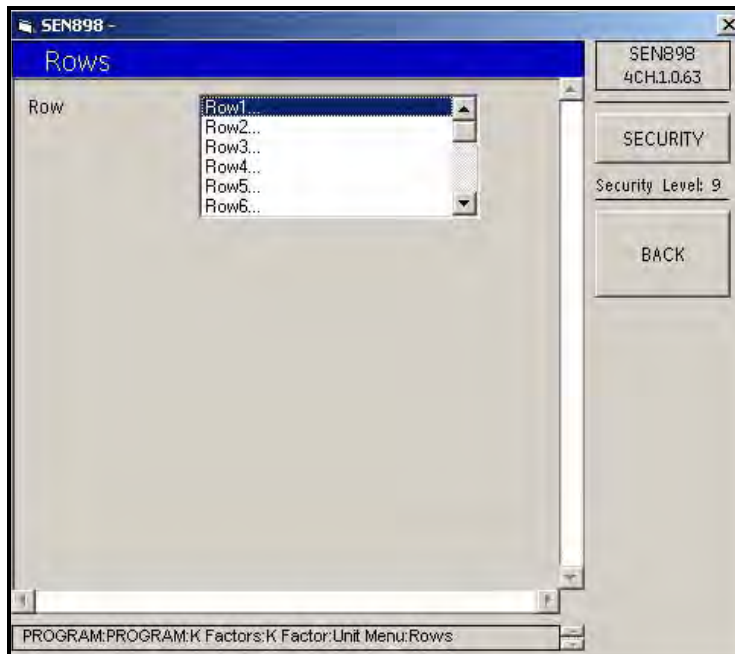 SEN898 -
Rows
Row
Row1...
Row2...
Row3...
Row4...
Row5...
Row6...
SEN898
4CH.1.0.63
SECURITY
Security Level: 9
BACK
PROGRAM:PROGRAM:K Factors:K Factor:Unit Menu:Rows